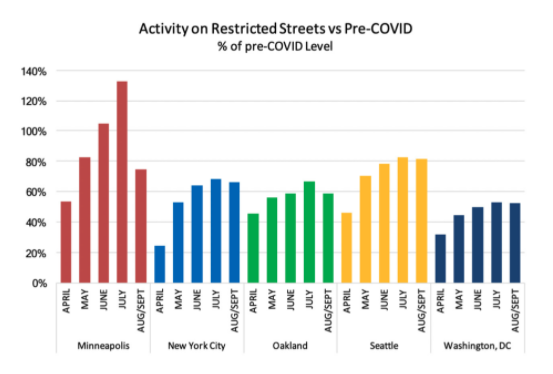 Activity on Restricted Streets vs Pre-COVID
% of pre-COVID Level
140%
120%
100%
80%
60%
40%
20%
0%
APRIL MAY JUNE JULY AUG/SEPT APRIL MAY JUNE JULY AUG/SEPT APRIL MAY JUNE JULY AUG/SEPT APRIL MAY JUNE JULY AUG/SEPT APRIL MAY JUNE JULY AUG/SEPT
Minneapolis New York City Oakland Seattle Washington, DC